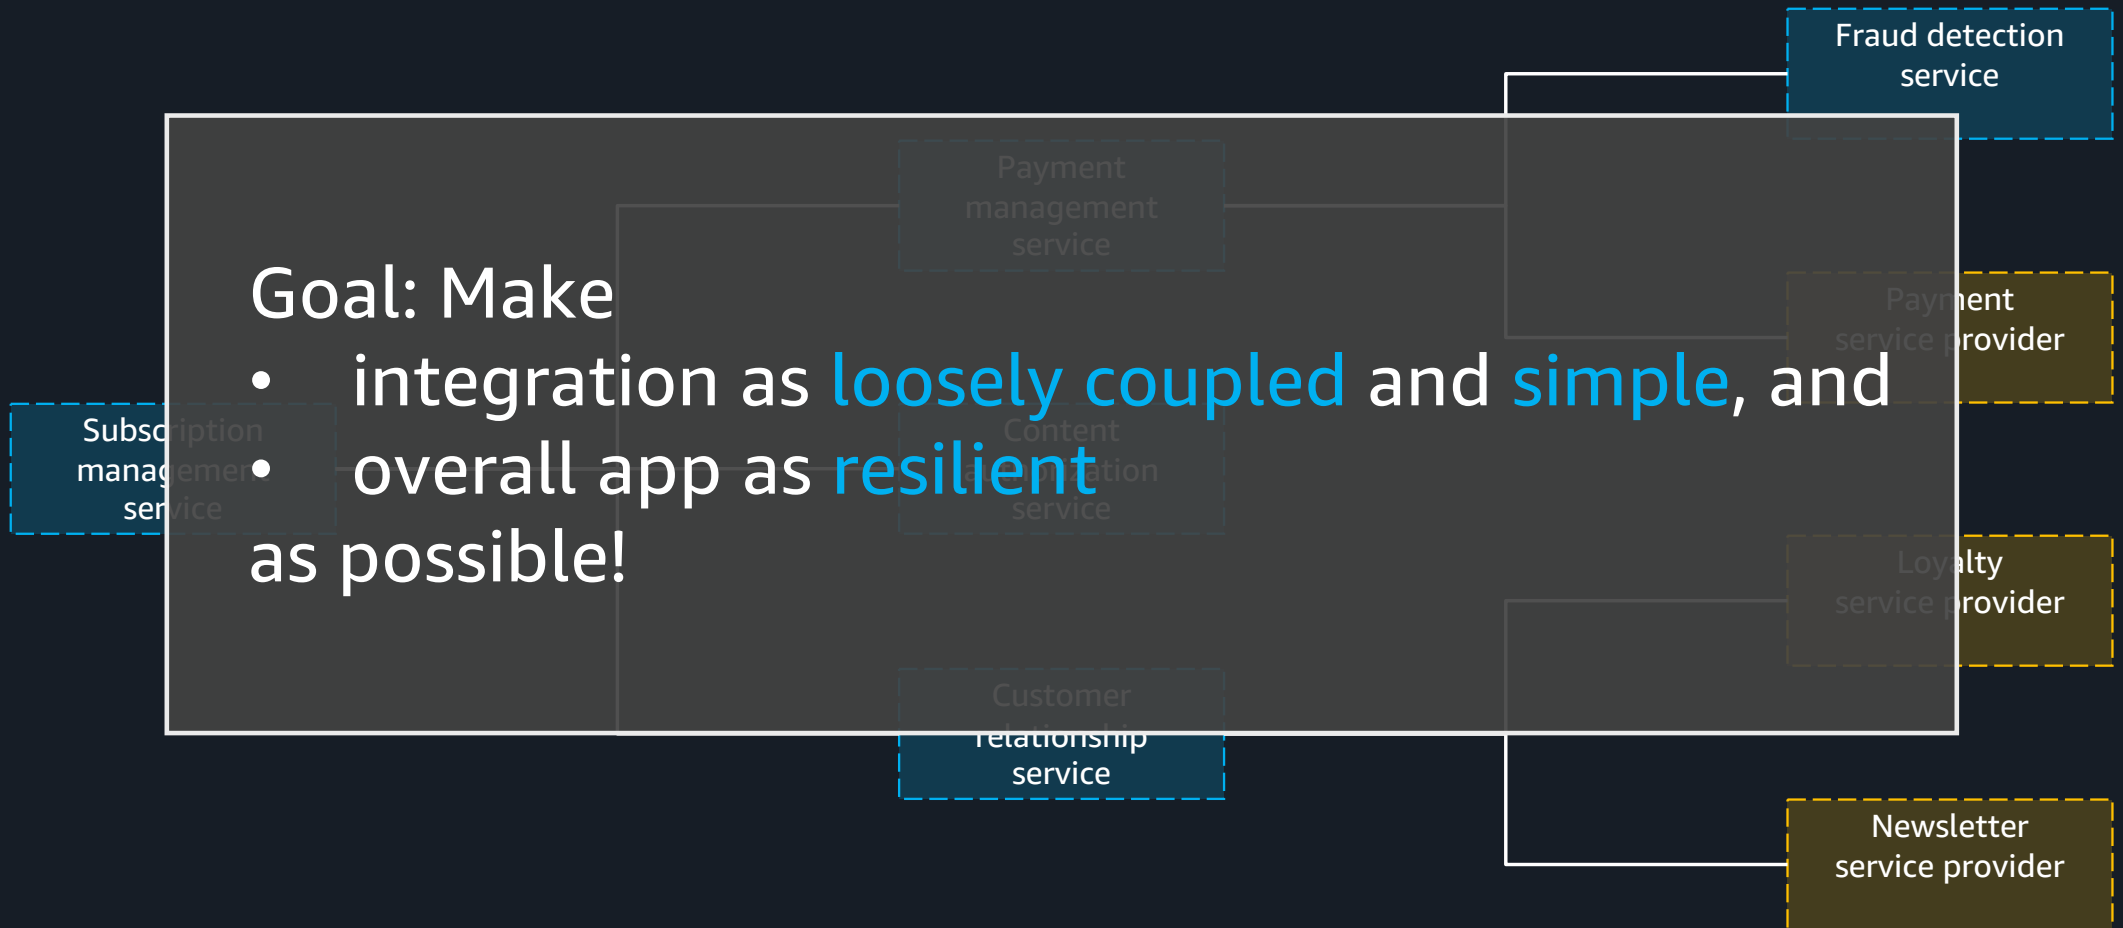 Fraud detection
service
Payment
management
service
Goal: Make
Payment
service provider
• integration as loosely coupled and simple, and
Subscription
management
service
Content
authorization
service
• overall app as resilient
as possible!
Loyalty
service provider
Customer
relationship
service
Newsletter
service provider